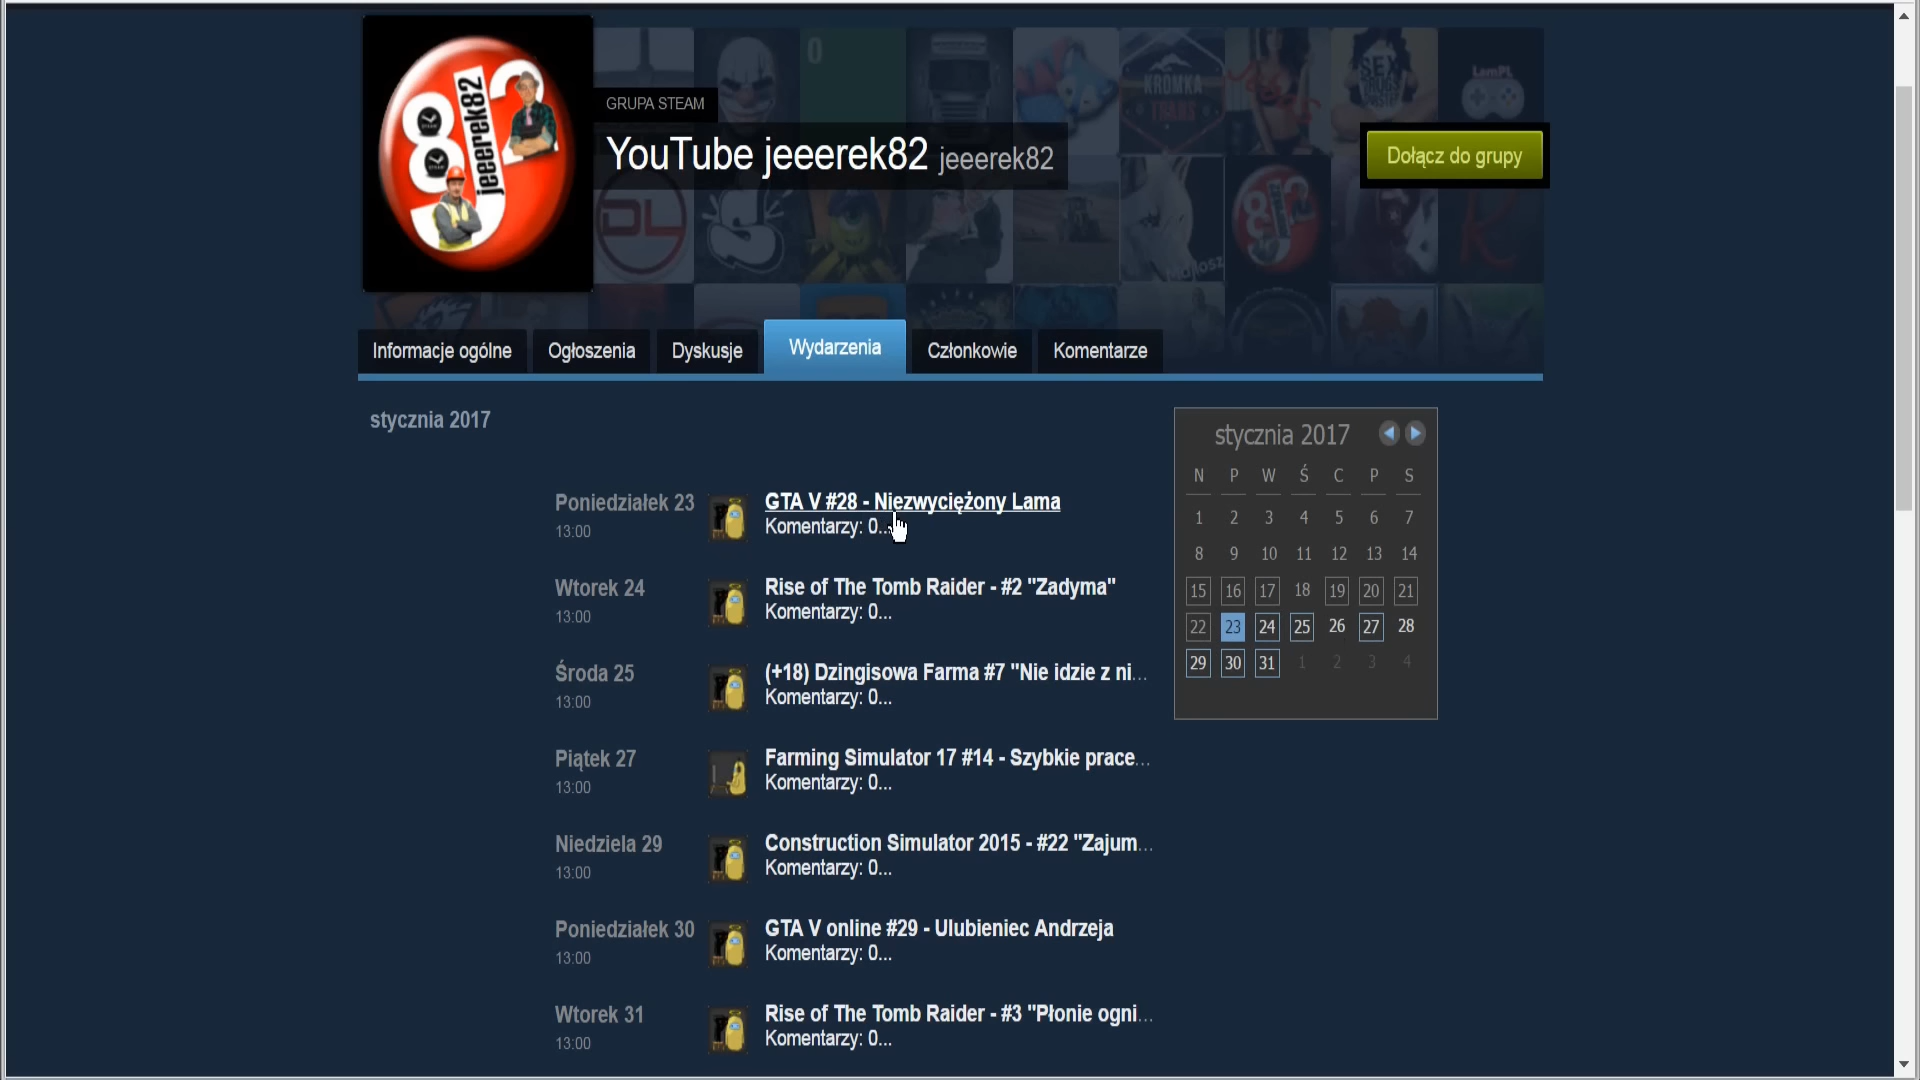 jeeerek82
GRUPA STEAM
YouTube jeeerek82 jeeerek82
Dołącz do grupy
0
KROMKA
TRANS
LemPL
DL
82
Informacje ogólne
Ogłoszenia
Dyskusje
Wydarzenia
Członkowie
Komentarze
stycznia 2017
Poniedziałek 23
13:00
GTA V #28 - Niezwyciężony Lama
Komentarzy: 0...
Wtorek 24
13:00
Rise of The Tomb Raider - #2 "Zadyma"
Komentarzy: 0...
Środa 25
13:00
(+18) Dzingisowa Farma #7 "Nie idzie z ni...
Komentarzy: 0...
Piątek 27
13:00
Farming Simulator 17 #14 - Szybkie prace...
Komentarzy: 0...
Niedziela 29
13:00
Construction Simulator 2015 - #22 "Zajum...
Komentarzy: 0...
Poniedziałek 30
13:00
GTA V online #29 - Ulubieniec Andrzeja
Komentarzy: 0...
Wtorek 31
13:00
Rise of The Tomb Raider - #3 "Płonie ogni...
Komentarzy: 0...
stycznia 2017
N P W Ś C P S
1 2 3 4 5 6 7
8 9 10 11 12 13 14
15 16 17 18 19 20 21
22 23 24 25 26 27 28
29 30 31 1 2 3 4